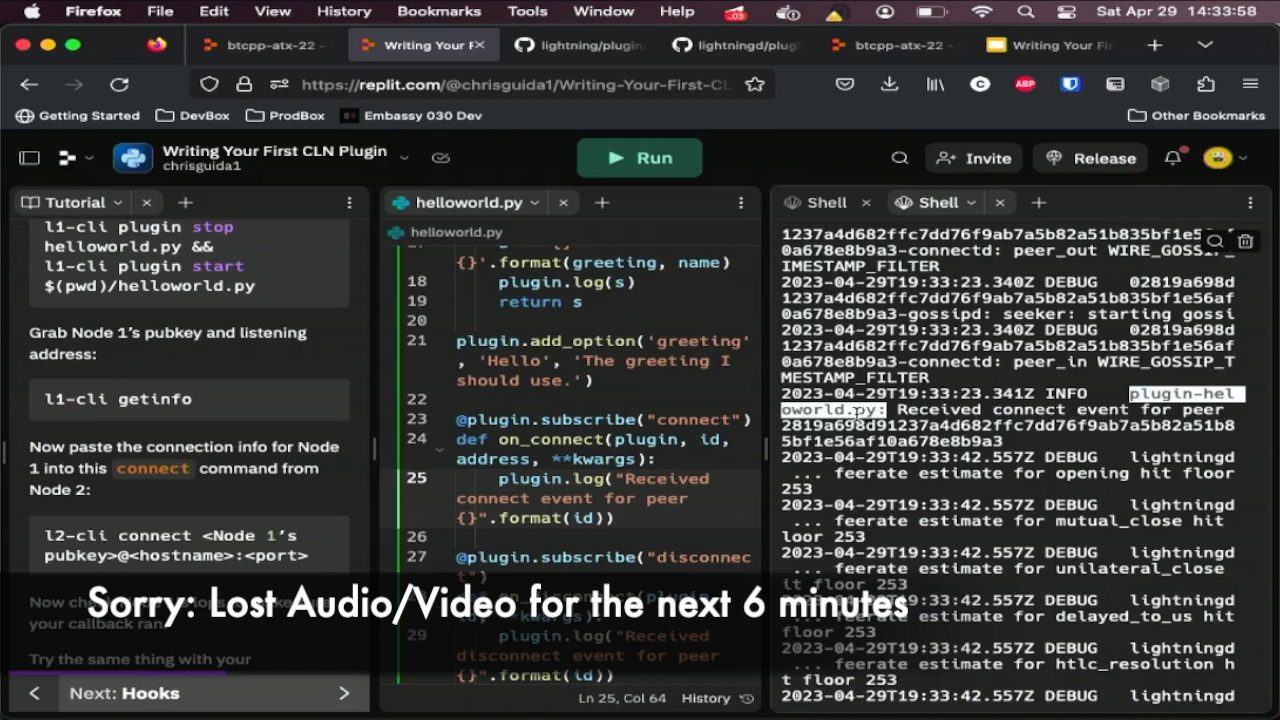 Firefox File Edit View History Bookmarks Tools Window Help Sat Apr 29 14:33:58
btcpp-atx-22 - Writing Your F lightning/plugin lightningd/plug btcpp-atx-22 - Writing Your Fi
https://replit.com/@chrisguida1/Writing-Your-First-CL
Getting Started DevBox ProdBox Embassy 030 Dev Other Bookmarks
Writing Your First CLN Plugin
chrisguida1
Run
Invite
Release
Tutorial
l1-cli plugin stop
helloworld.py &&
l1-cli plugin start
$(pwd)/helloworld.py
Grab Node 1's pubkey and listening
address:
l1-cli getinfo
Now paste the connection info for Node
1 into this connect command from
Node 2:
l2-cli connect <Node 1's
pubkey>@<hostname>:<port>
your callback ran
Try the same thing with your
Next: Hooks
helloworld.py
helloworld.py
{}'.format(greeting, name)
18 plugin.log(s)
19 return s
20
21 plugin.add_option('greeting'
, 'Hello', 'The greeting I
should use.')
22
23 @plugin.subscribe("connect")
24 def on_connect(plugin, id,
address, **kwargs):
25 plugin.log("Received
connect event for peer
{}".format(id))
26
27 @plugin.subscribe("disconnec
t")
29 plugin.log("Received
disconnect event for peer
{}".format(id))
Ln 25, Col 64 History
Shell Shell
1237a4d682ffc7dd76f9ab7a5b82a51b835bf1e5
0a678e8b9a3-connectd: peer_out WIRE_GOSSIP_
IMESTAMP_FILTER
2023-04-29T19:33:23.340Z DEBUG 02819a698d
1237a4d682ffc7dd76f9ab7a5b82a51b835bf1e56af
0a678e8b9a3-gossipd: seeker: starting gossi
2023-04-29T19:33:23.340Z DEBUG 02819a698d
1237a4d682ffc7dd76f9ab7a5b82a51b835bf1e56af
0a678e8b9a3-connectd: peer_in WIRE_GOSSIP_T
MESTAMP_FILTER
2023-04-29T19:33:23.341Z INFO plugin-hel
oworld.py: Received connect event for peer
2819a698d91237a4d682ffc7dd76f9ab7a5b82a51b8
5bf1e56af10a678e8b9a3
2023-04-29T19:33:42.557Z DEBUG lightningd
... feerate estimate for opening hit floor
253
2023-04-29T19:33:42.557Z DEBUG lightningd
... feerate estimate for mutual_close hit
loor 253
2023-04-29T19:33:42.557Z DEBUG lightningd
... feerate estimate for unilateral_close
it floor 253
2023-04-29T19:33:42.557Z DEBUG lightningd
... feerate estimate for delayed_to_us hit
floor 253
2023-04-29T19:33:42.557Z DEBUG lightningd
... feerate estimate for htlc_resolution h
t floor 253
2023-04-29T19:33:42.557Z DEBUG lightningd
Sorry: Lost Audio/Video for the next 6 minutes